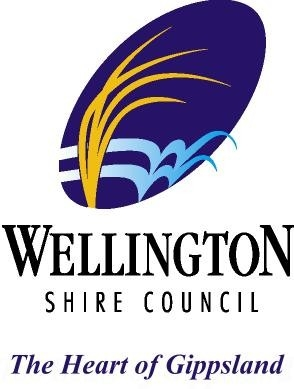 WELLINGTON
SHIRE COUNCIL
The Heart of Gippsland